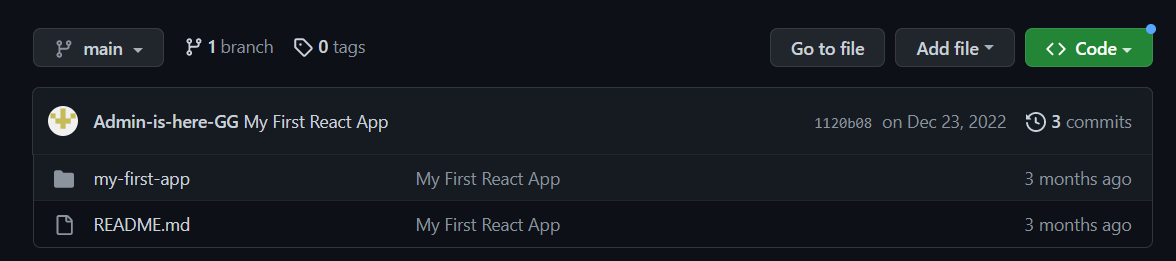 main 1 branch 0 tags Go to file Add file Code
Admin-is-here-GG My First React App 1120b08 on Dec 23, 2022 3 commits
my-first-app My First React App 3 months ago
README.md My First React App 3 months ago